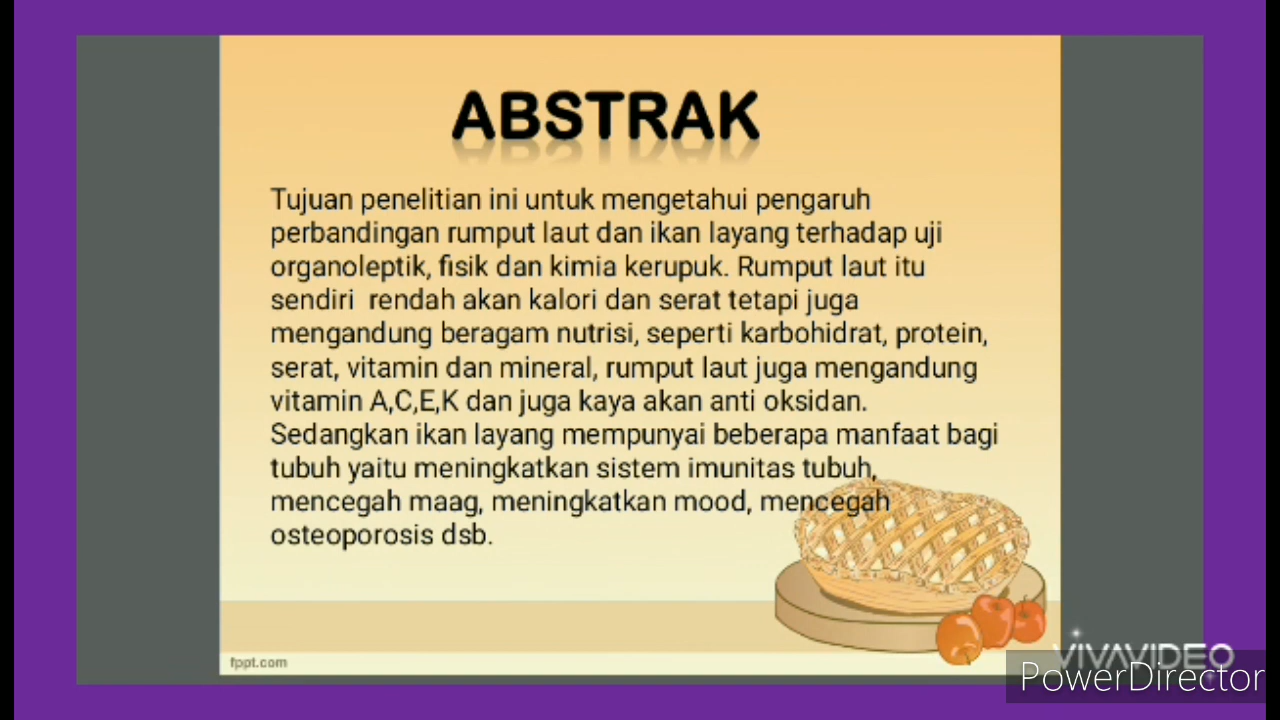 ABSTRAK
Tujuan penelitian ini untuk mengetahui pengaruh
perbandingan rumput laut dan ikan layang terhadap uji
organoleptik, fisik dan kimia kerupuk. Rumput laut itu
sendiri  rendah akan kalori dan serat tetapi juga
mengandung beragam nutrisi, seperti karbohidrat, protein,
serat, vitamin dan mineral, rumput laut juga mengandung
vitamin A,C,E,K dan juga kaya akan anti oksidan.
Sedangkan ikan layang mempunyai beberapa manfaat bagi
tubuh yaitu meningkatkan sistem imunitas tubuh,
mencegah maag, meningkatkan mood, mencegah
osteoporosis dsb.
fppt.com
VIVAVIDEO
PowerDirector